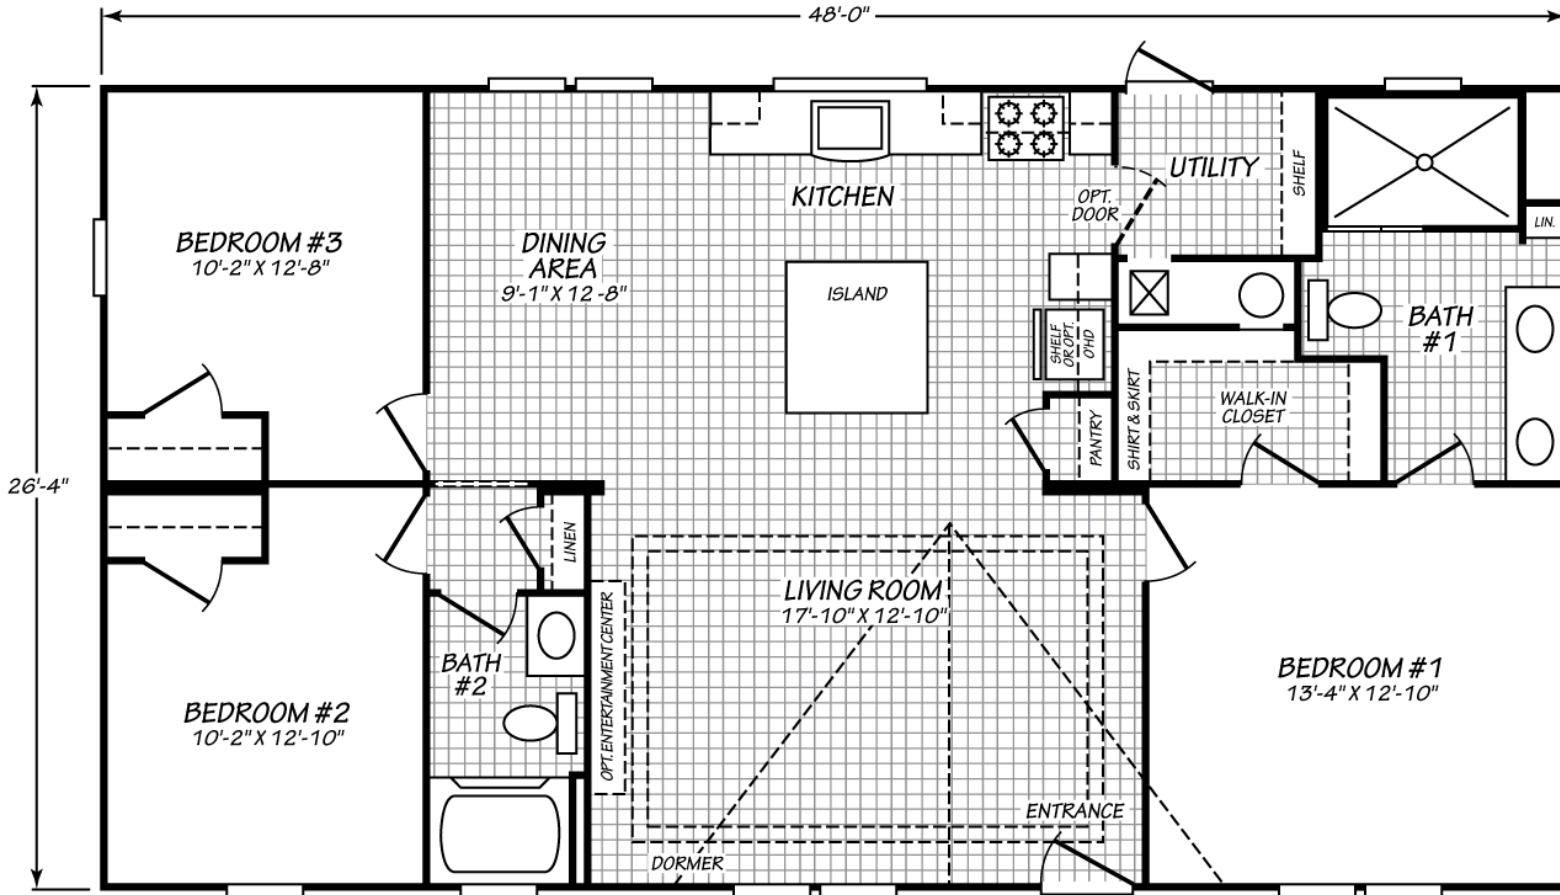 48'-0"
26'-4"
BEDROOM #3
10'-2" X 12'-8"
DINING
AREA
9'-1" X 12 -8"
KITCHEN
ISLAND
OPT.
DOOR
UTILITY
SHELF
LIN.
SHELF
OR OPT.
O'HD
BATH
#1
PANTRY
SHIRT & SKIRT
WALK-IN
CLOSET
LINEN
BEDROOM #2
10'-2" X 12'-10"
BATH
#2
OPT. ENTERTAINMENT CENTER
LIVING ROOM
17'-10" X 12'-10"
ENTRANCE
DORMER
BEDROOM #1
13'-4" X 12'-10"